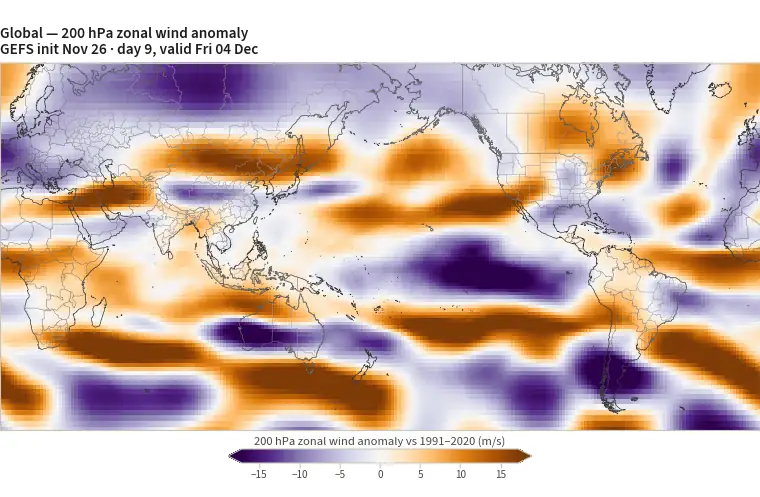 Global — 200 hPa zonal wind anomaly
GEFS init Nov 26 · day 9, valid Fri 04 Dec
200 hPa zonal wind anomaly vs 1991–2020 (m/s)
−15 −10 −5 0 5 10 15